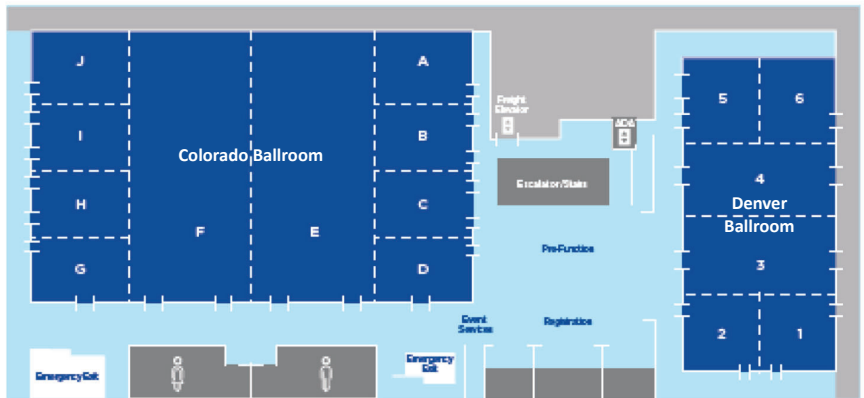 J
A
Freight
Elevator
ADA
5
6
I
B
Colorado Ballroom
Escalator/Stairs
4
Denver
Ballroom
H
C
F
E
Pre-Function
3
G
D
Event
Services
Registration
2
1
Emergency Exit
Emergency
Exit